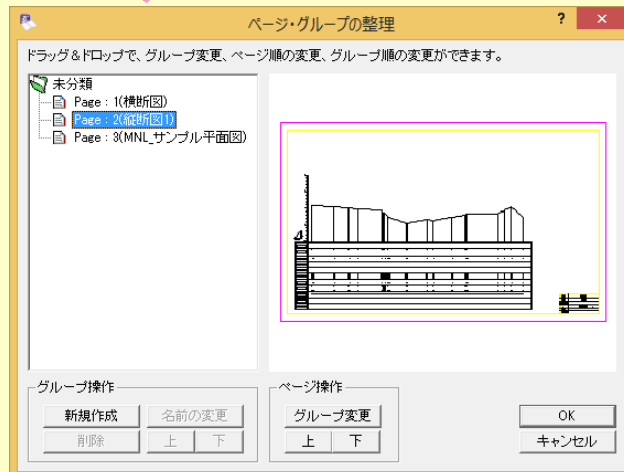 ページ・グループの整理
? ×
ドラッグ&ドロップで、グループ変更、ページ順の変更、グループ順の変更ができます。
未分類
Page : 1(横断図)
Page : 2(縦断図1)
Page : 3(MNL_サンプル平面図)
グループ操作
新規作成 名前の変更
削除 上 下
ページ操作
グループ変更
上 下
OK
キャンセル